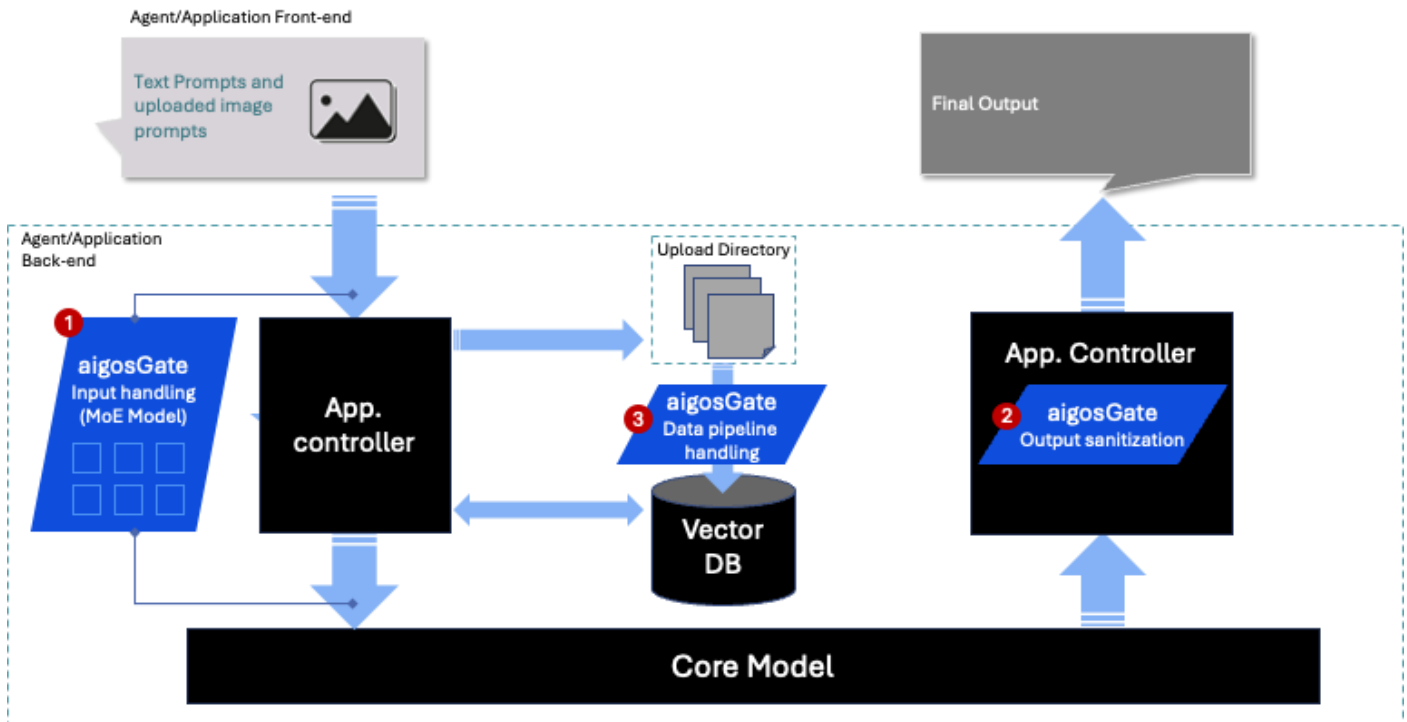 Agent/Application Front-end
Text Prompts and
uploaded image
prompts
Final Output
Agent/Application
Back-end
Upload Directory
1
aigosGate
Input handling
(MoE Model)
App.
controller
3
aigosGate
Data pipeline
handling
Vector
DB
App. Controller
2
aigosGate
Output sanitization
Core Model